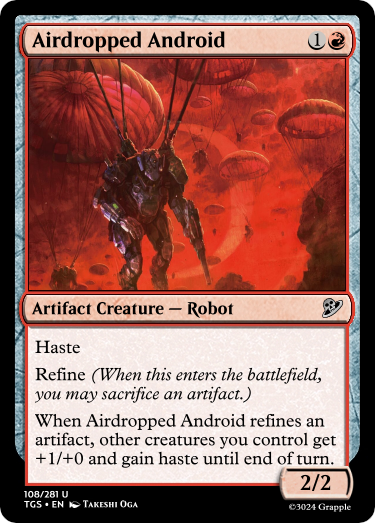 Airdropped Android 1
Artifact Creature — Robot
Haste
Refine (When this enters the battlefield,
you may sacrifice an artifact.)
When Airdropped Android refines an
artifact, other creatures you control get
+1/+0 and gain haste until end of turn.
2/2
108/281 U
TGS • EN Takeshi Oga
©3024 Grapple